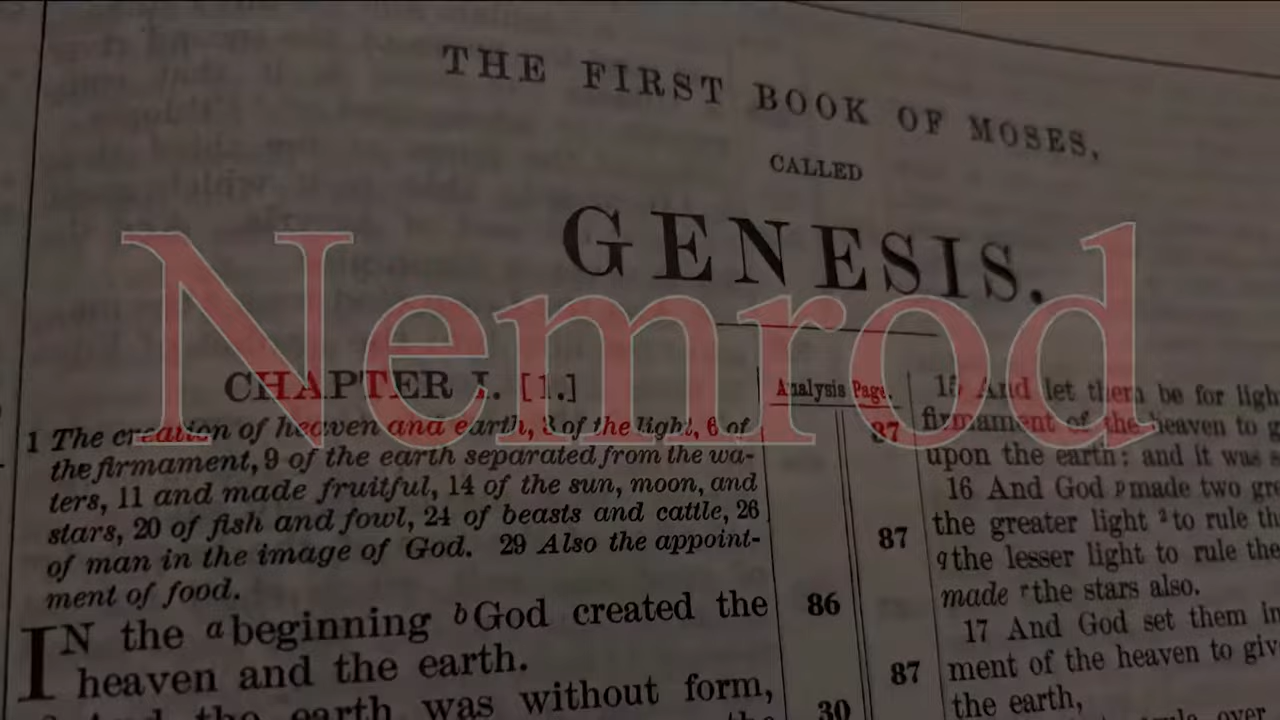 THE FIRST BOOK OF MOSES,
CALLED
GENESIS.
Nemrod
CHAPTER I. [1.]
1 The creation of heaven and earth, 3 of the light, 6 of
the firmament, 9 of the earth separated from the wa-
ters, 11 and made fruitful, 14 of the sun, moon, and
stars, 20 of fish and fowl, 24 of beasts and cattle, 26
of man in the image of God. 29 Also the appoint-
ment of food.
IN the a beginning b God created the
heaven and the earth.
the earth was without form,
Analysis Page.
87
87
86
87
30
15 And let them be for
firmament of the heaven to
upon the earth: and it was
16 And God p made two
the greater light 2 to rule
q the lesser light to rule the
made r the stars also.
17 And God set them
ment of the heaven to
the earth,
rule over